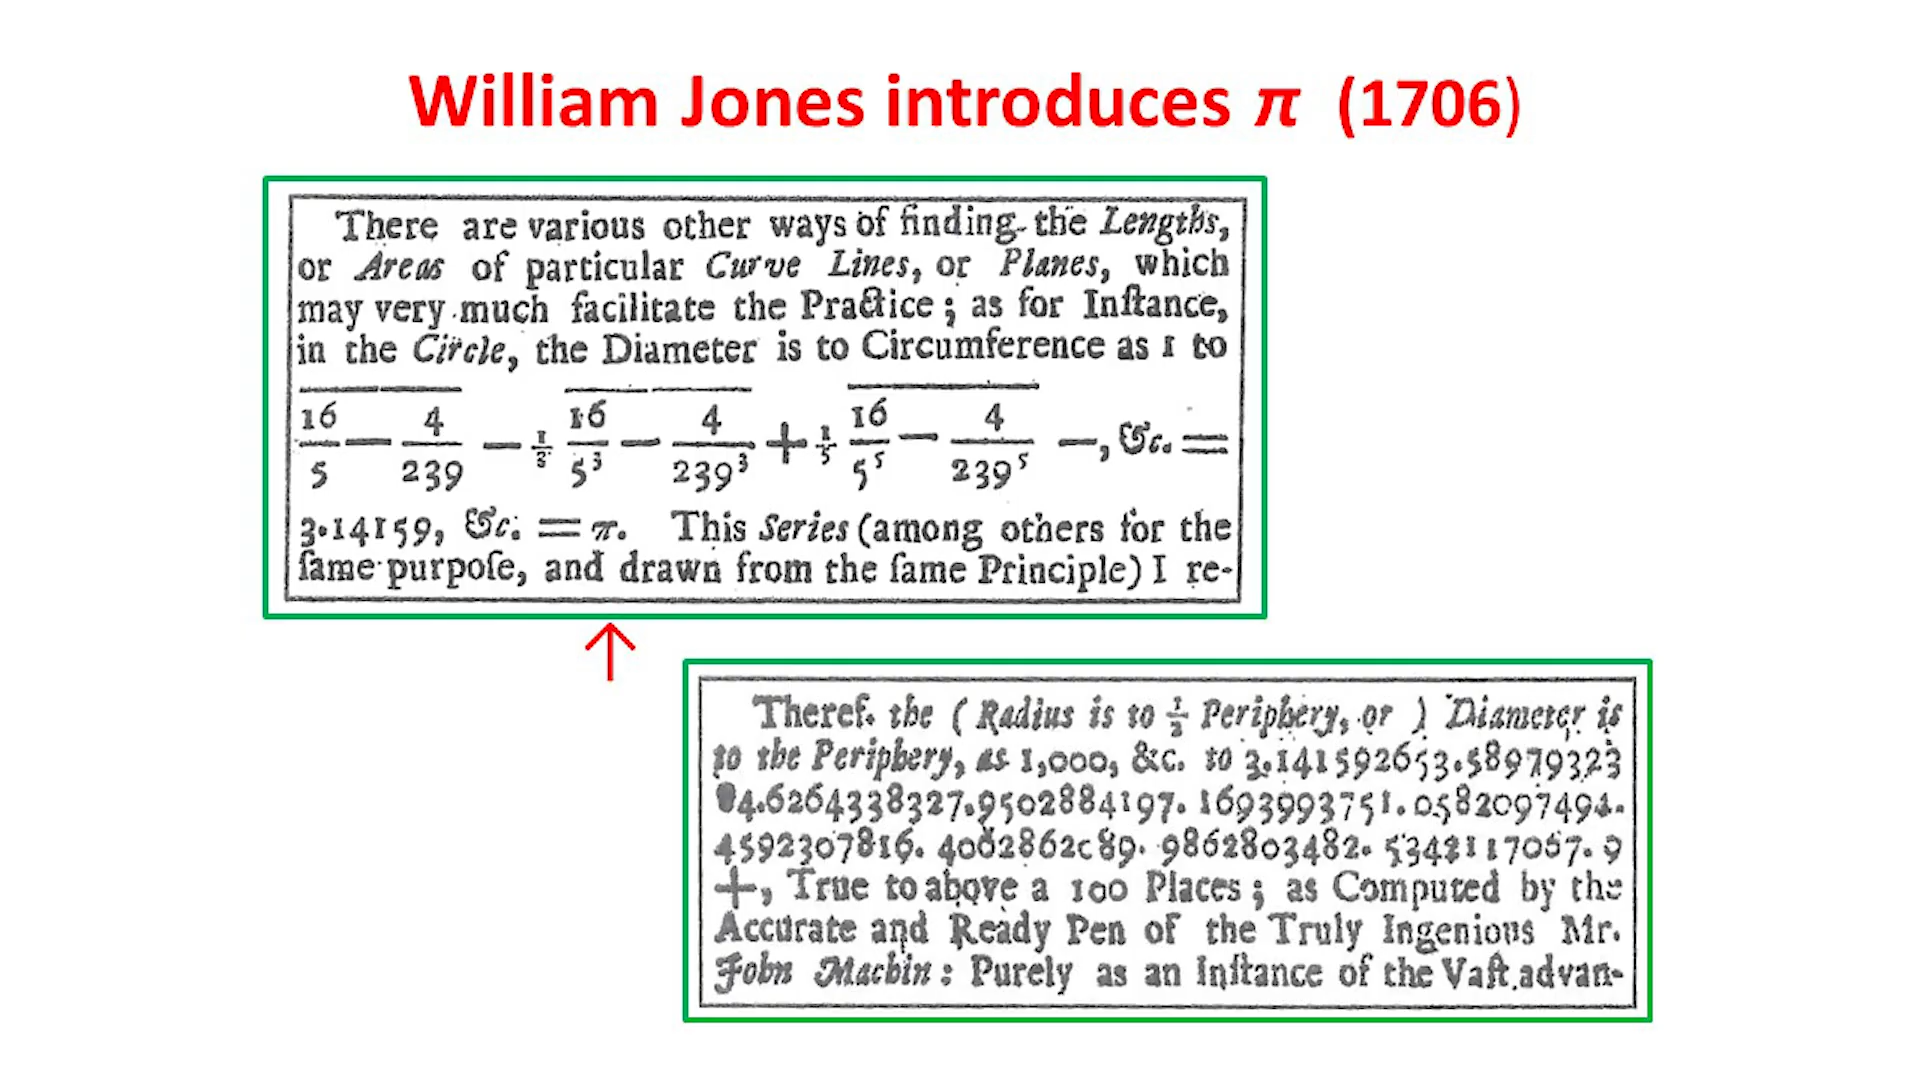 William Jones introduces π (1706)
There are various other ways of finding the Lengths,
or Areas of particular Curve Lines, or Planes, which
may very much facilitate the Practice; as for Inſtance,
in the Circle, the Diameter is to Circumference as 1 to
16/5 − 4/239 − 1/3 16/5³ − 4/239³ + 1/5 16/5⁵ − 4/239⁵ −, &c. =
3.14159, &c. = π. This Series (among others for the
ſame purpoſe, and drawn from the ſame Principle) I re-
↑
Theref. the ( Radius is to 1/2 Periphery, or ) Diameter is
to the Periphery, as 1,000, &c. to 3.141592653.58979323
84.6264338327.9502884197.1693993751.0582097494.
4592307816.4062862089.9862803482.5342117067.9
+, True to above a 100 Places; as Computed by the
Accurate and Ready Pen of the Truly Ingenious Mr.
John Machin: Purely as an Inſtance of the Vaſt advan-